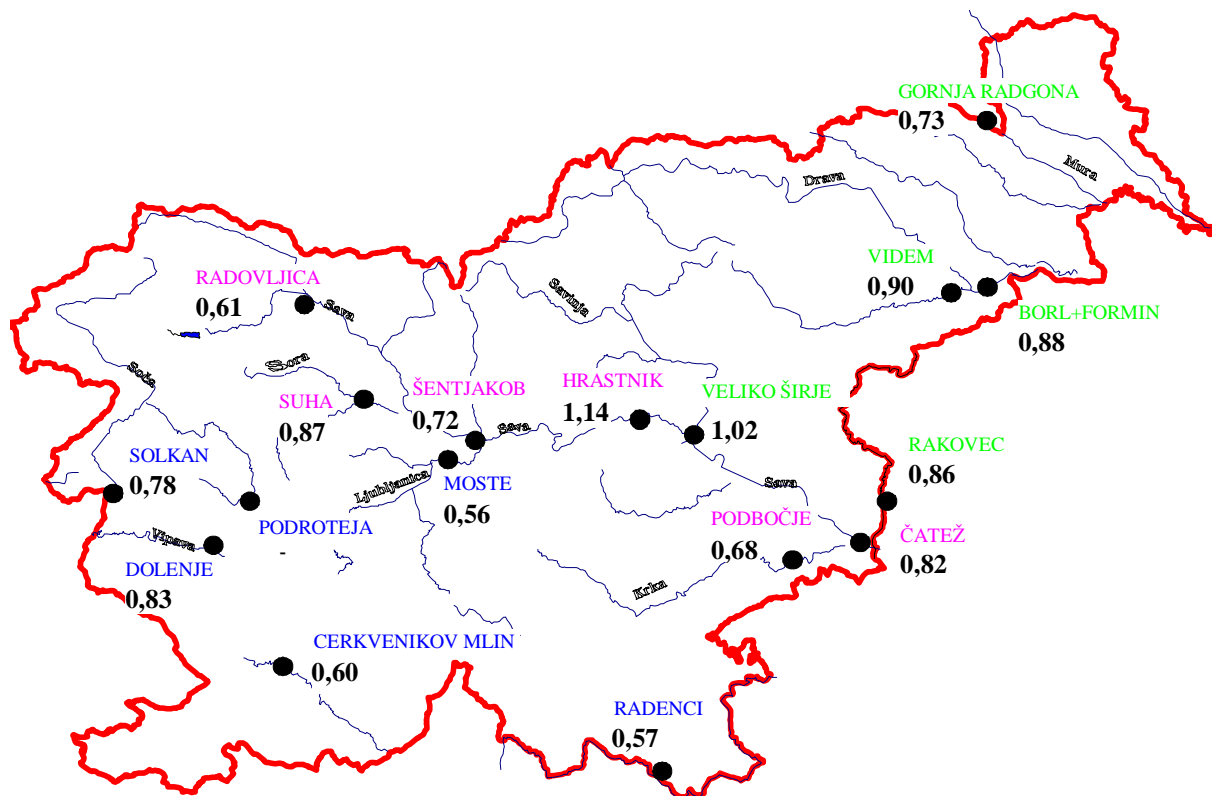 GORNJA RADGONA
0,73
Mura
Drava
VIDEM
0,90
BORL+FORMIN
0,88
RADOVLJICA
0,61
Sava
Savinja
Soča
Sora
SUHA
0,87
ŠENTJAKOB
0,72
Sava
HRASTNIK
1,14
VELIKO ŠIRJE
1,02
SOLKAN
0,78
Ljubljanica
MOSTE
0,56
Sava
RAKOVEC
0,86
PODROTEJA
-
Vipava
DOLENJE
0,83
PODBOČJE
0,68
ČATEŽ
0,82
Krka
CERKVENIKOV MLIN
0,60
RADENCI
0,57